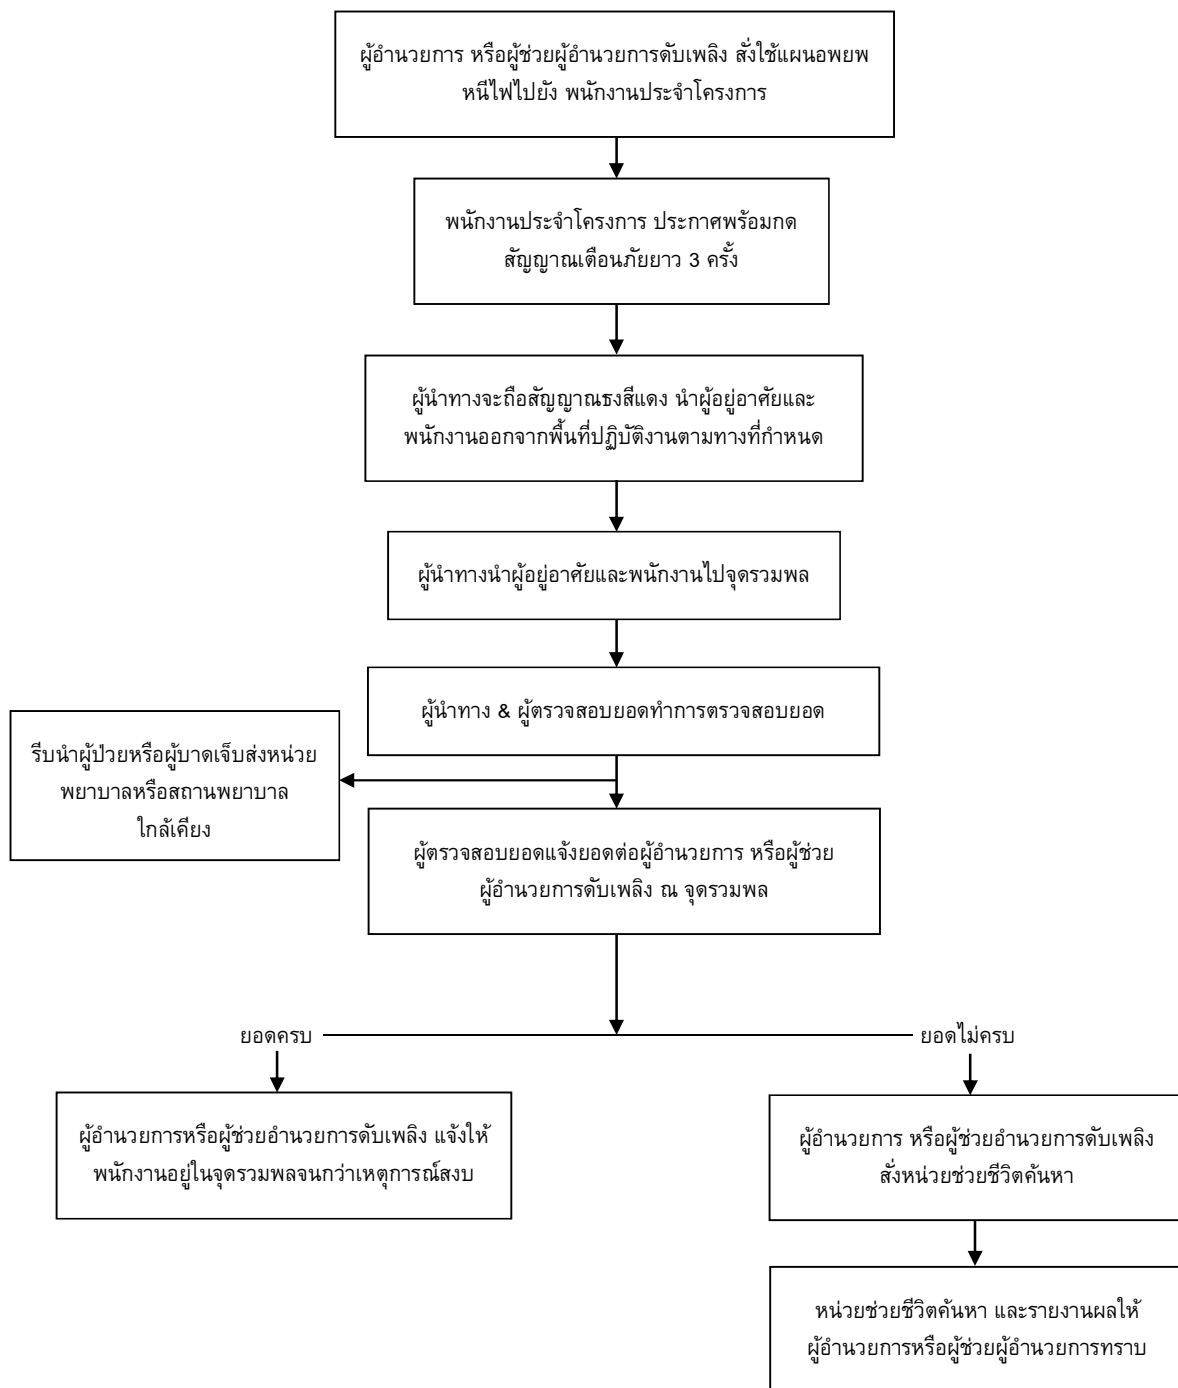 ผู้อำนวยการ หรือผู้ช่วยผู้อำนวยการดับเพลิง สั่งใช้แผนอพยพ
หนีไฟไปยัง พนักงานประจำโครงการ
พนักงานประจำโครงการ ประกาศพร้อมกด
สัญญาณเตือนภัยยาว 3 ครั้ง
ผู้นำทางจะถือสัญญาณธงสีแดง นำผู้อยู่อาศัยและ
พนักงานออกจากพื้นที่ปฏิบัติงานตามทางที่กำหนด
ผู้นำทางนำผู้อยู่อาศัยและพนักงานไปจุดรวมพล
ผู้นำทาง & ผู้ตรวจสอบยอดทำการตรวจสอบยอด
รีบนำผู้ป่วยหรือผู้บาดเจ็บส่งหน่วย
พยาบาลหรือสถานพยาบาล
ใกล้เคียง
ผู้ตรวจสอบยอดแจ้งยอดต่อผู้อำนวยการ หรือผู้ช่วย
ผู้อำนวยการดับเพลิง ณ จุดรวมพล
ยอดครบ
ยอดไม่ครบ
ผู้อำนวยการหรือผู้ช่วยอำนวยการดับเพลิง แจ้งให้
พนักงานอยู่ในจุดรวมพลจนกว่าเหตุการณ์สงบ
ผู้อำนวยการ หรือผู้ช่วยอำนวยการดับเพลิง
สั่งหน่วยช่วยชีวิตค้นหา
หน่วยช่วยชีวิตค้นหา และรายงานผลให้
ผู้อำนวยการหรือผู้ช่วยผู้อำนวยการทราบ